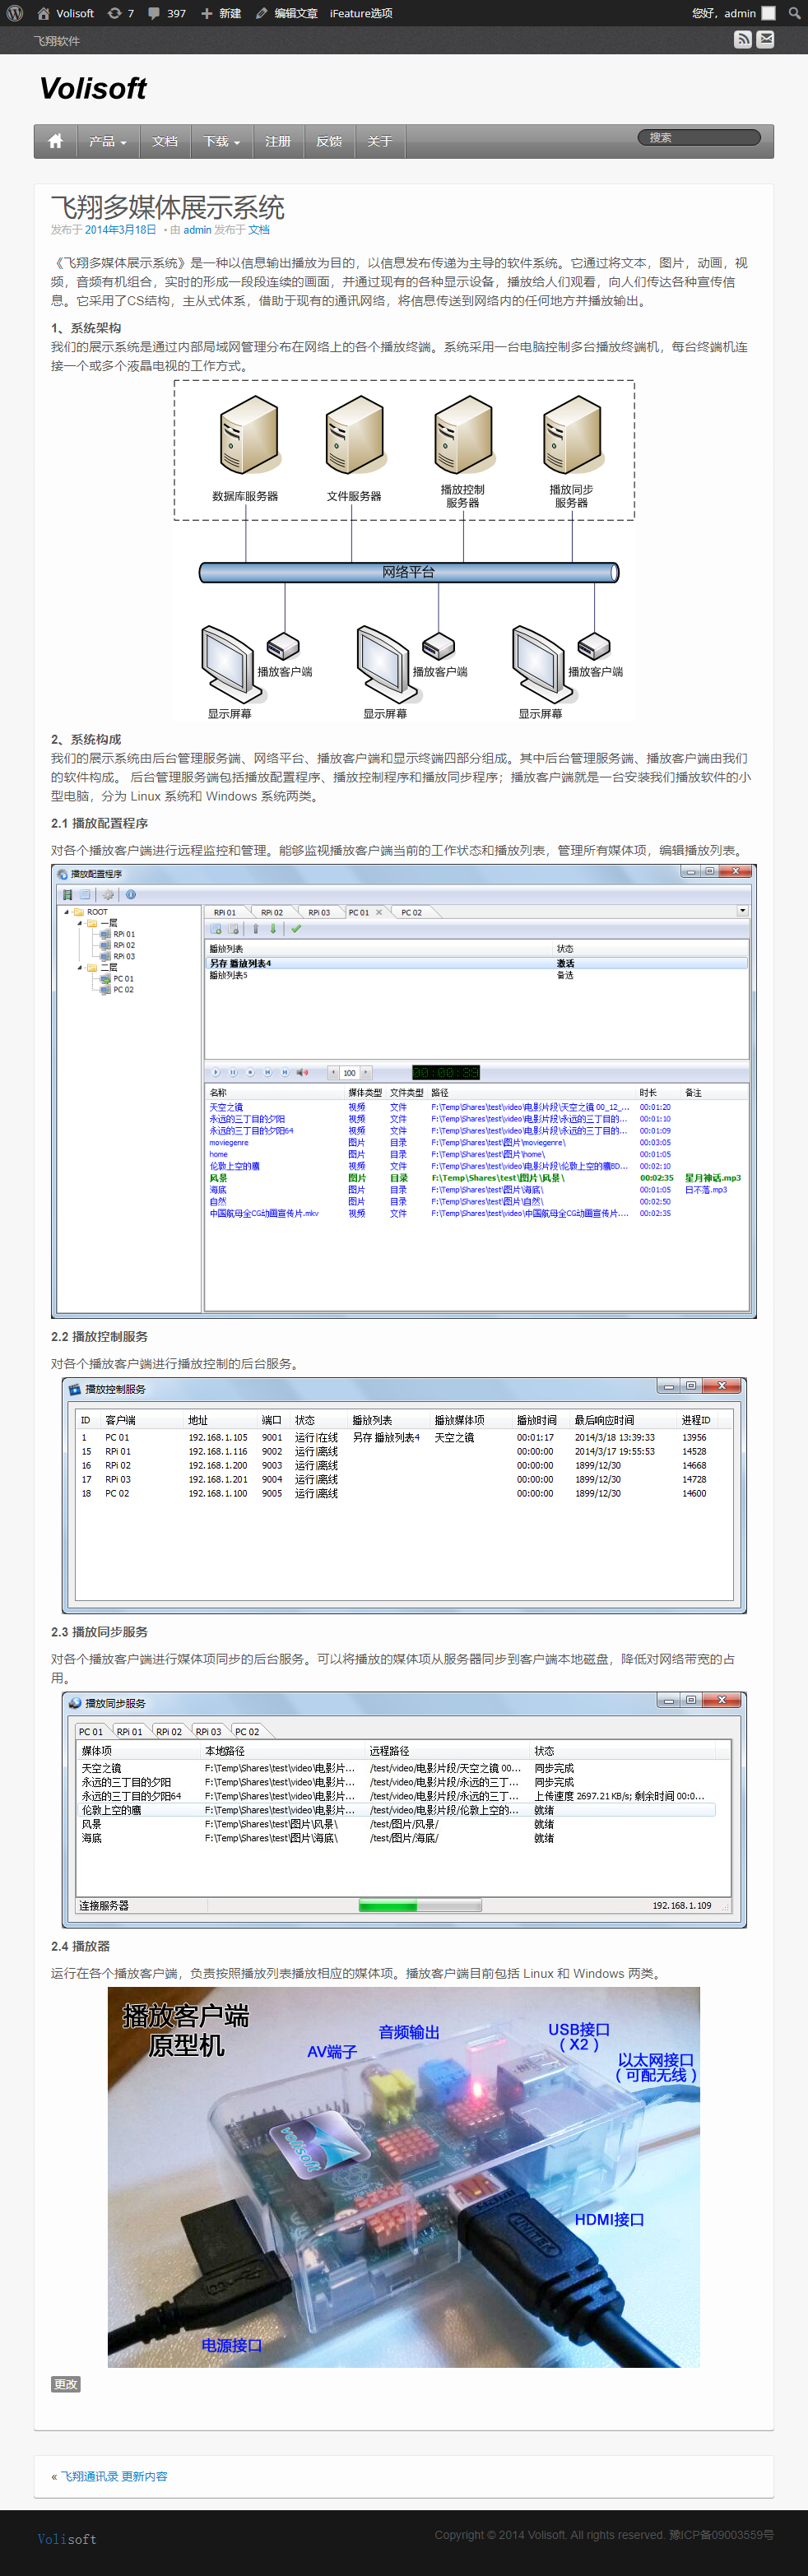 Volisoft 7 397 新建 编辑文章 iFeature选项 您好，admin
飞翔软件
Volisoft
产品 文档 下载 注册 反馈 关于 搜索
飞翔多媒体展示系统
发布于 2014年3月18日 • 由 admin 发布于 文档
《飞翔多媒体展示系统》是一种以信息输出播放为目的，以信息发布传递为主导的软件系统。它通过将文本，图片，动画，视
频，音频有机组合，实时的形成一段段连续的画面，并通过现有的各种显示设备，播放给人们观看，向人们传达各种宣传信
息。它采用了CS结构，主从式体系，借助于现有的通讯网络，将信息传送到网络内的任何地方并播放输出。
1、系统架构
我们的展示系统是通过内部局域网管理分布在网络上的各个播放终端。系统采用一台电脑控制多台播放终端机，每台终端机连
接一个或多个液晶电视的工作方式。
数据库服务器 文件服务器 播放控制 播放同步
服务器 服务器
网络平台
播放客户端 播放客户端 播放客户端
显示屏幕 显示屏幕 显示屏幕
2、系统构成
我们的展示系统由后台管理服务端、网络平台、播放客户端和显示终端四部分组成。其中后台管理服务端、播放客户端由我们
的软件构成。 后台管理服务端包括播放配置程序、播放控制程序和播放同步程序；播放客户端就是一台安装我们播放软件的小
型电脑，分为 Linux 系统和 Windows 系统两类。
2.1 播放配置程序
对各个播放客户端进行远程监控和管理。能够监视播放客户端当前的工作状态和播放列表，管理所有媒体项，编辑播放列表。
播放配置程序
ROOT
一层
RPi 01
RPi 02
RPi 03
二层
PC 01
PC 02
RPi 01 RPi 02 RPi 03 PC 01 PC 02
播放列表 状态
另存 播放列表4 激活
播放列表5 备选
100 00:00:39
名称 媒体类型 文件类型 路径 时长 备注
天空之镜 视频 文件 F:\Temp\Shares\test\video\电影片段\天空之镜 00_12_... 00:01:20
永远的三丁目的夕阳 视频 文件 F:\Temp\Shares\test\video\电影片段\永远的三丁目的... 00:01:10
永远的三丁目的夕阳64 视频 文件 F:\Temp\Shares\test\video\电影片段\永远的三丁目的... 00:01:09
moviegenre 图片 目录 F:\Temp\Shares\test\图片\moviegenre\ 00:03:05
home 图片 目录 F:\Temp\Shares\test\图片\home\ 00:01:05
伦敦上空的鹰 视频 文件 F:\Temp\Shares\test\video\电影片段\伦敦上空的鹰BD... 00:02:10
风景 图片 目录 F:\Temp\Shares\test\图片\风景\ 00:02:35 星月神话.mp3
海底 图片 目录 F:\Temp\Shares\test\图片\海底\ 00:01:05 日不落.mp3
自然 图片 目录 F:\Temp\Shares\test\图片\自然\ 00:02:50
中国航母全CG动画宣传片.mkv 视频 文件 F:\Temp\Shares\test\video\中国航母全CG动画宣传片.... 00:02:35
2.2 播放控制服务
对各个播放客户端进行播放控制的后台服务。
播放控制服务
ID 客户端 地址 端口 状态 播放列表 播放媒体项 播放时间 最后响应时间 进程ID
1 PC 01 192.168.1.105 9001 运行|在线 另存 播放列表4 天空之镜 00:01:17 2014/3/18 13:39:33 13956
15 RPi 01 192.168.1.116 9002 运行|离线 00:00:00 2014/3/17 19:55:53 14528
16 RPi 02 192.168.1.200 9003 运行|离线 00:00:00 1899/12/30 14668
17 RPi 03 192.168.1.201 9004 运行|离线 00:00:00 1899/12/30 14728
18 PC 02 192.168.1.100 9005 运行|离线 00:00:00 1899/12/30 14600
2.3 播放同步服务
对各个播放客户端进行媒体项同步的后台服务。可以将播放的媒体项从服务器同步到客户端本地磁盘，降低对网络带宽的占
用。
播放同步服务
PC 01 RPi 01 RPi 02 RPi 03 PC 02
媒体项 本地路径 远程路径 状态
天空之镜 F:\Temp\Shares\test\video\电影片... /test/video/电影片段/天空之镜 00... 同步完成
永远的三丁目的夕阳 F:\Temp\Shares\test\video\电影片... /test/video/电影片段/永远的三丁... 同步完成
永远的三丁目的夕阳64 F:\Temp\Shares\test\video\电影片... /test/video/电影片段/永远的三丁... 上传速度 2697.21 KB/s; 剩余时间 00:0...
伦敦上空的鹰 F:\Temp\Shares\test\video\电影片... /test/video/电影片段/伦敦上空的... 就绪
风景 F:\Temp\Shares\test\图片\风景\ /test/图片/风景/ 就绪
海底 F:\Temp\Shares\test\图片\海底\ /test/图片/海底/ 就绪
连接服务器 192.168.1.109
2.4 播放器
运行在各个播放客户端，负责按照播放列表播放相应的媒体项。播放客户端目前包括 Linux 和 Windows 两类。
播放客户端
原型机
AV端子
音频输出
USB接口
（X2）
以太网接口
（可配无线）
volisoft
HDMI接口
UNITEK
电源接口
更改
« 飞翔通讯录 更新内容
Volisoft Copyright © 2014 Volisoft. All rights reserved. 豫ICP备09003559号